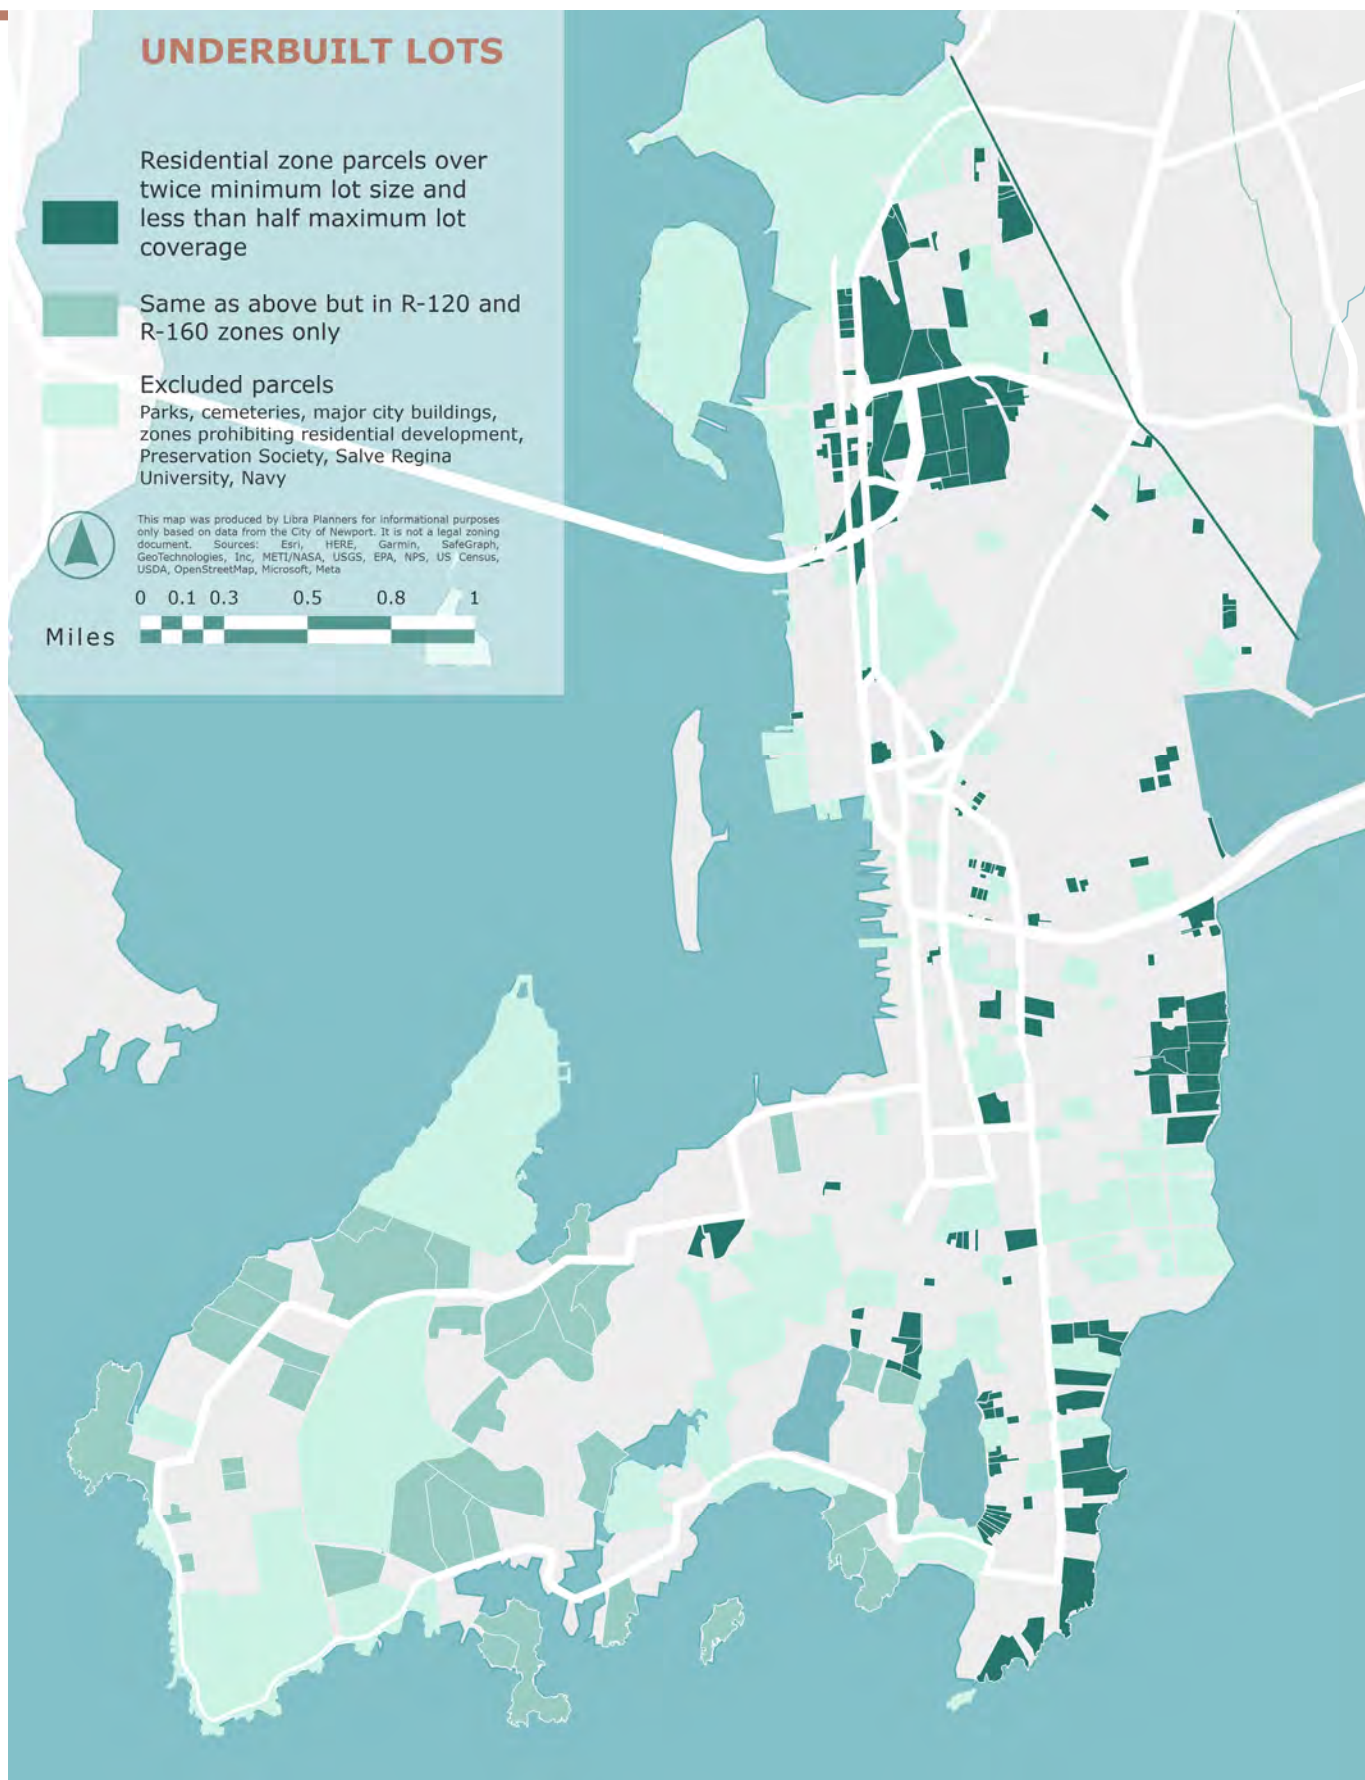 UNDERBUILT LOTS
Residential zone parcels over
twice minimum lot size and
less than half maximum lot
coverage
Same as above but in R-120 and
R-160 zones only
Excluded parcels
Parks, cemeteries, major city buildings,
zones prohibiting residential development,
Preservation Society, Salve Regina
University, Navy
This map was produced by Libra Planners for informational purposes
only based on data from the City of Newport. It is not a legal zoning
document. Sources: Esri, HERE, Garmin, SafeGraph,
GeoTechnologies, Inc, METI/NASA, USGS, EPA, NPS, US Census,
USDA, OpenStreetMap, Microsoft, Meta
0 0.1 0.3 0.5 0.8 1
Miles